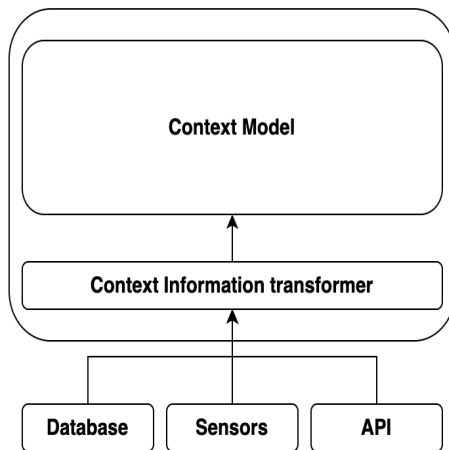 Context Model
Context Information transformer
Database
Sensors
API